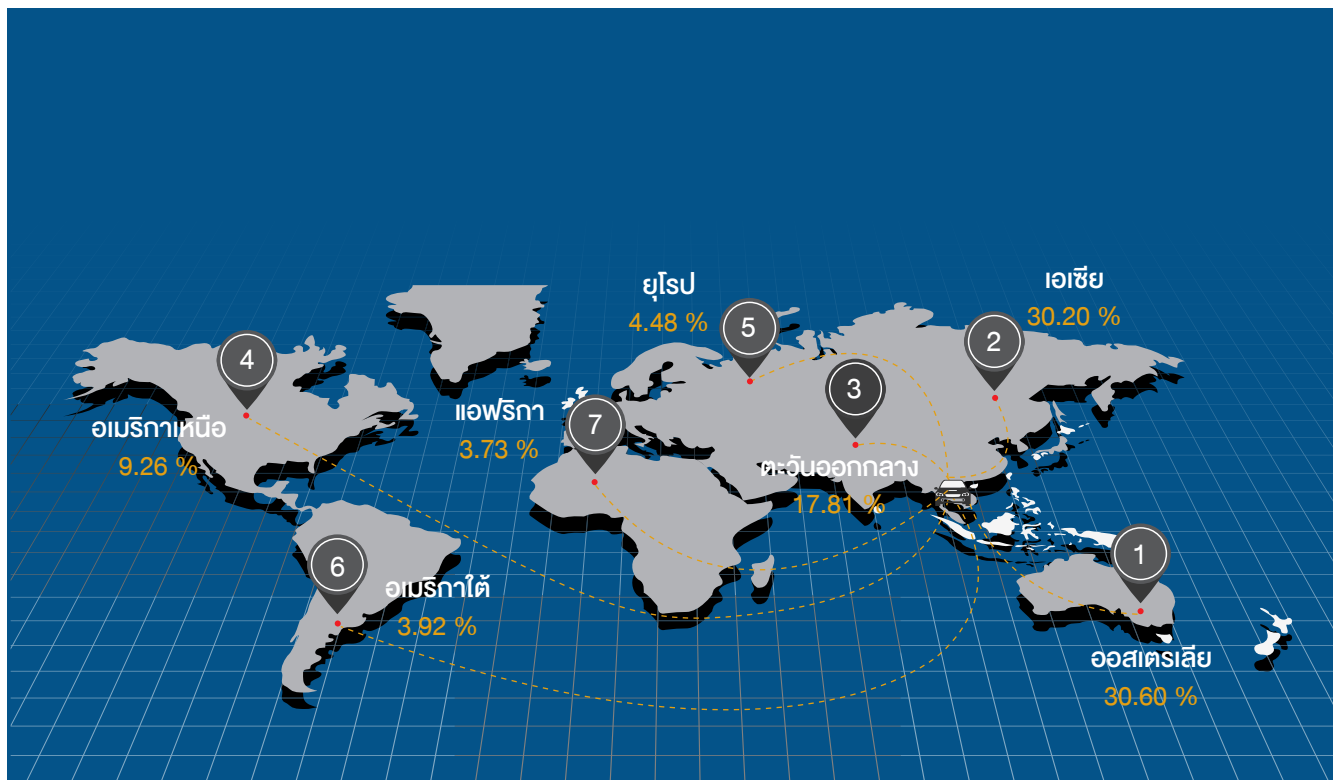 ยุโรป
4.48 %
5
เอเซีย
30.20 %
2
4
อเมริกาเหนือ
9.26 %
แอฟริกา
3.73 %
7
3
ตะวันออกกลาง
17.81 %
6
อเมริกาใต้
3.92 %
1
ออสเตรเลีย
30.60 %